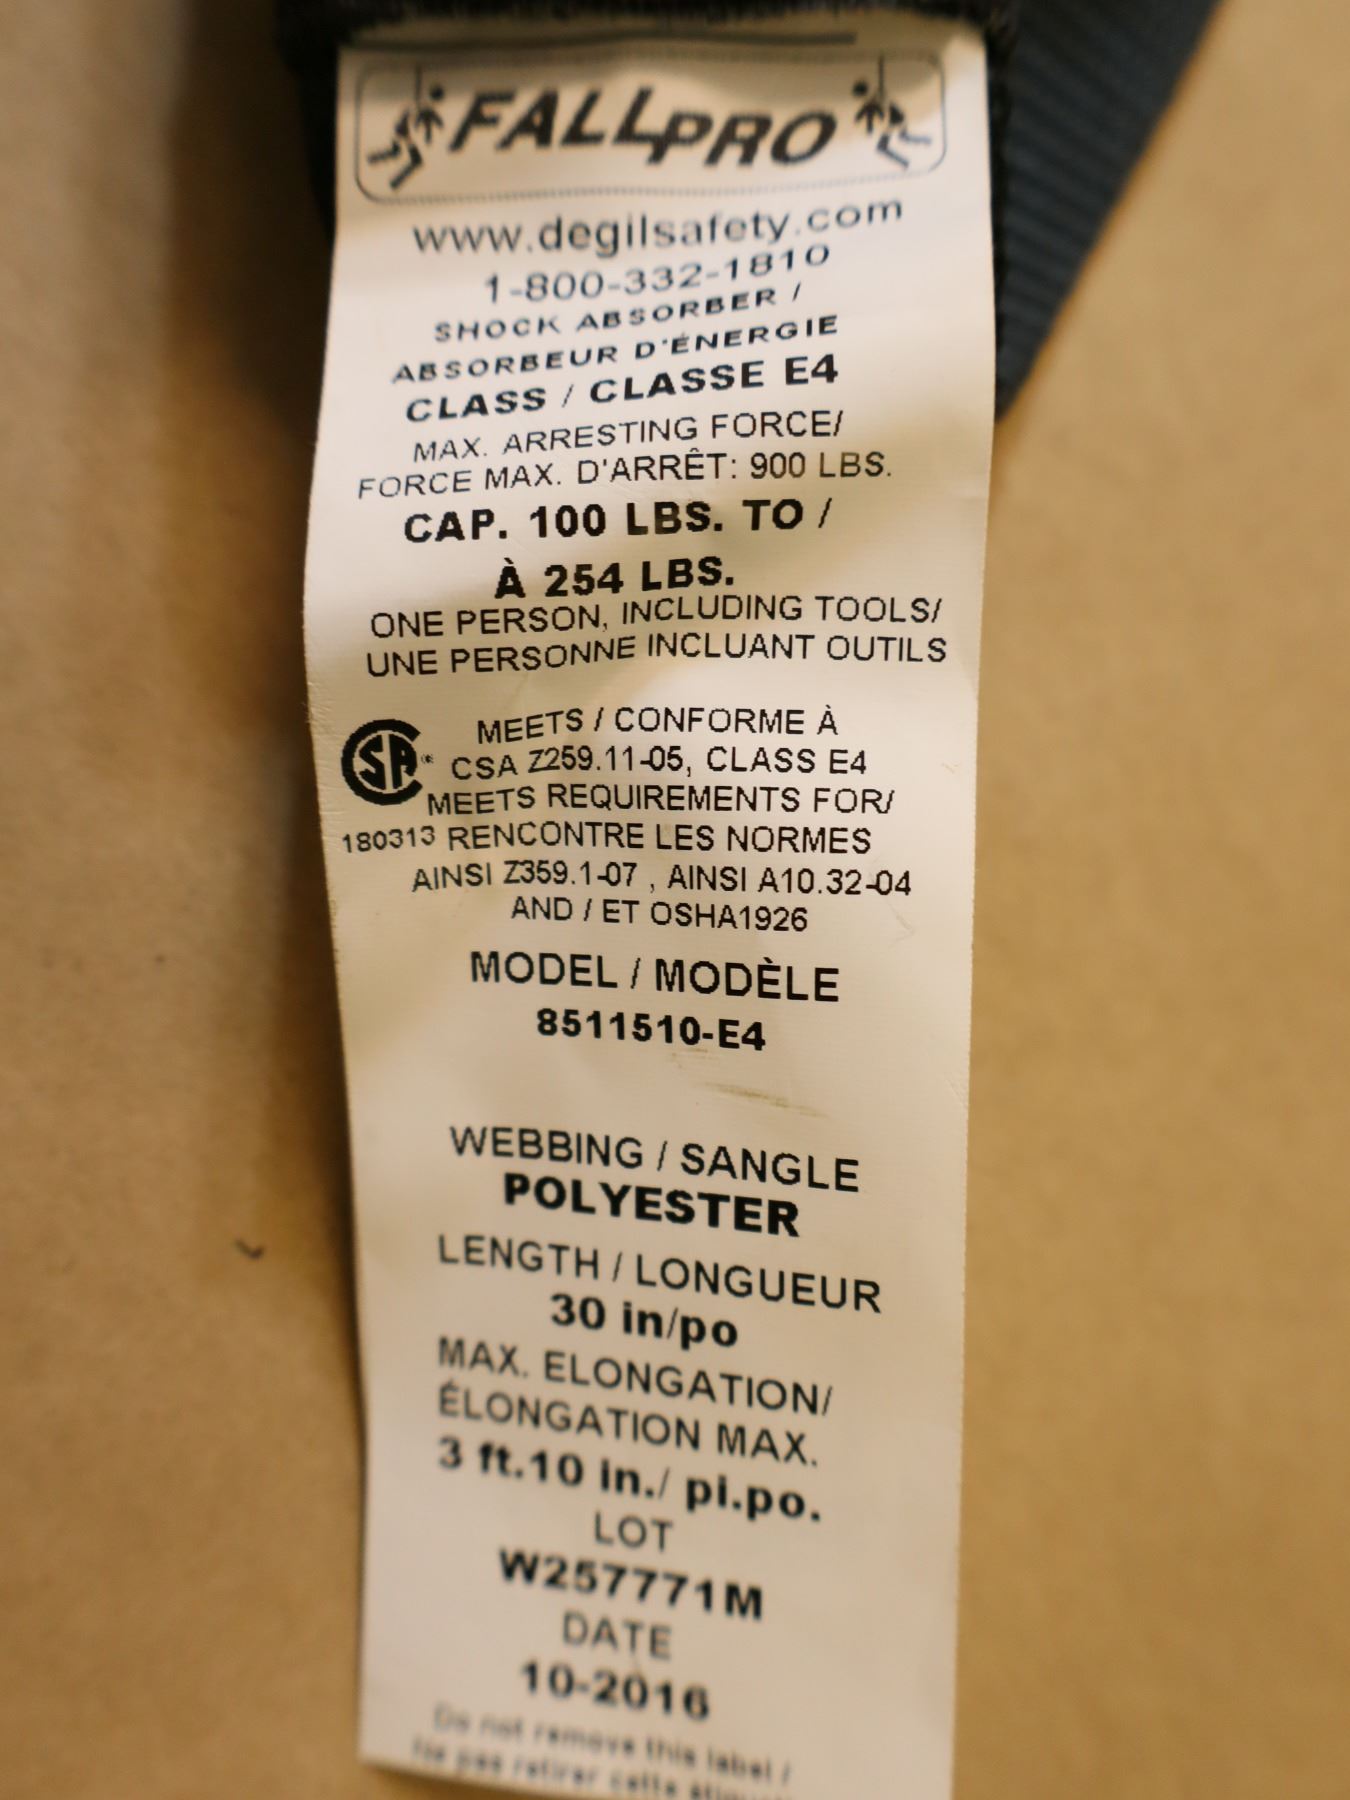 FALLPRO
www.degilsafety.com
1-800-332-1810
SHOCK ABSORBER /
ABSORBEUR D'ÉNERGIE
CLASS / CLASSE E4
MAX. ARRESTING FORCE/
FORCE MAX. D'ARRÊT: 900 LBS.
CAP. 100 LBS. TO /
À 254 LBS.
ONE PERSON, INCLUDING TOOLS/
UNE PERSONNE INCLUANT OUTILS
MEETS / CONFORME À
CSA CSA Z259.11-05, CLASS E4
MEETS REQUIREMENTS FOR/
180313 RENCONTRE LES NORMES
AINSI Z359.1-07 , AINSI A10.32-04
AND / ET OSHA1926
MODEL / MODÈLE
8511510-E4
WEBBING / SANGLE
POLYESTER
LENGTH / LONGUEUR
30 in/po
MAX. ELONGATION/
ÉLONGATION MAX.
3 ft.10 in./ pi.po.
LOT
W257771M
DATE
10-2016
Do not remove this label /
Ne pas retirer cette